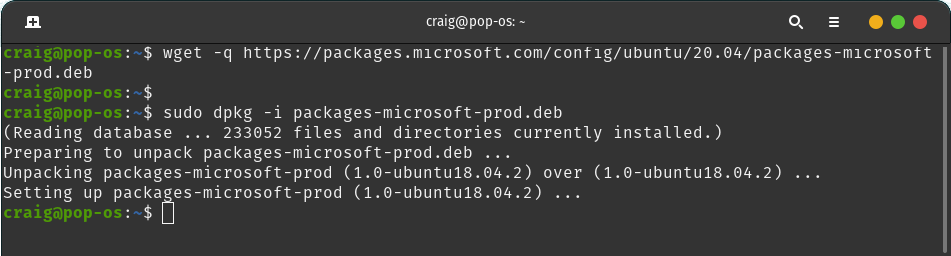 craig@pop-os: ~
craig@pop-os:~$ wget -q https://packages.microsoft.com/config/ubuntu/20.04/packages-microsoft
-prod.deb
craig@pop-os:~$
craig@pop-os:~$ sudo dpkg -i packages-microsoft-prod.deb
(Reading database ... 233052 files and directories currently installed.)
Preparing to unpack packages-microsoft-prod.deb ...
Unpacking packages-microsoft-prod (1.0-ubuntu18.04.2) over (1.0-ubuntu18.04.2) ...
Setting up packages-microsoft-prod (1.0-ubuntu18.04.2) ...
craig@pop-os:~$